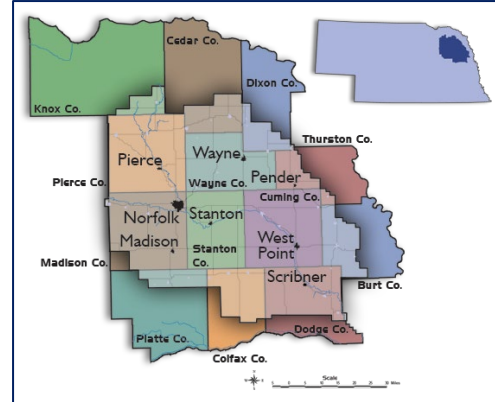 Cedar Co.
Dixon Co.
Knox Co.
Thurston Co.
Wayne
Pierce
Pender
Pierce Co.
Wayne Co.
Cuming Co.
Norfolk
Stanton
Madison
West
Point
Stanton
Co.
Madison Co.
Scribner
Burt Co.
Platte Co.
Dodge Co.
Colfax Co.
Scale